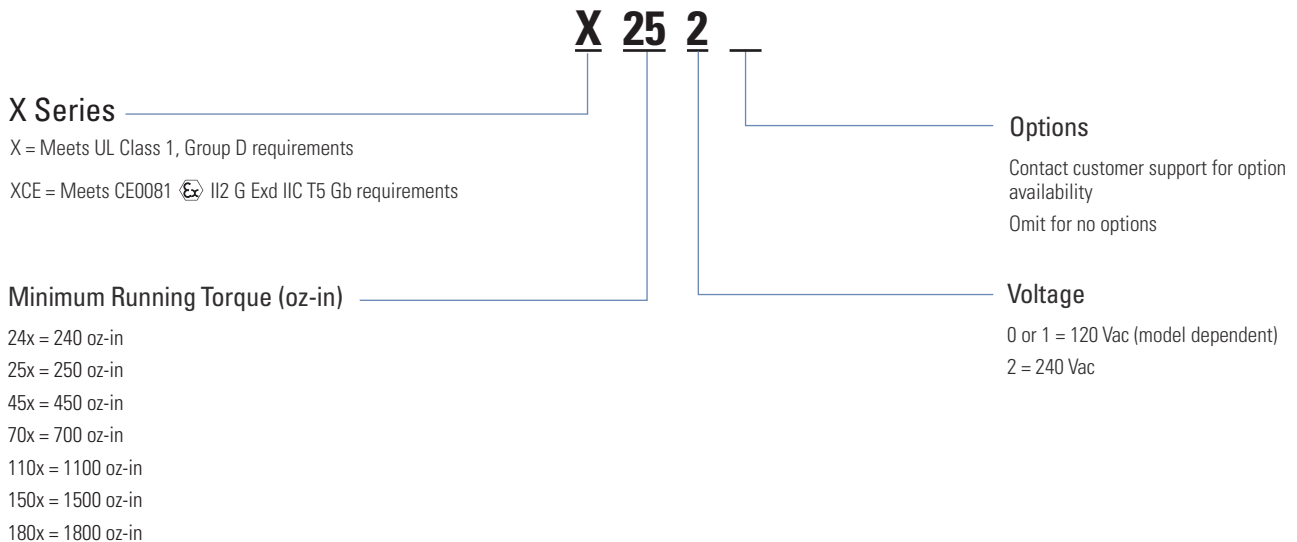 X 25 2 _
X Series
X = Meets UL Class 1, Group D requirements
XCE = Meets CE0081 Ex II2 G Exd IIC T5 Gb requirements
Minimum Running Torque (oz-in)
24x = 240 oz-in
25x = 250 oz-in
45x = 450 oz-in
70x = 700 oz-in
110x = 1100 oz-in
150x = 1500 oz-in
180x = 1800 oz-in
Options
Contact customer support for option
availability
Omit for no options
Voltage
0 or 1 = 120 Vac (model dependent)
2 = 240 Vac